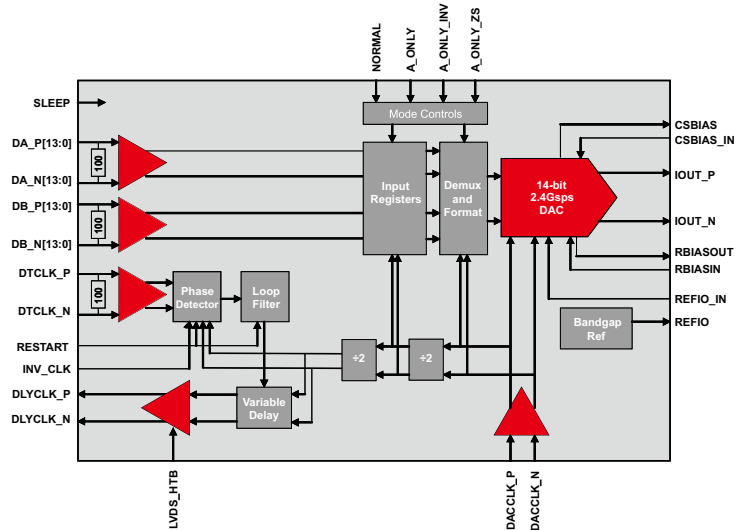 NORMAL
A_ONLY
A_ONLY_INV
A_ONLY_ZS
SLEEP
Mode Controls
CSBIAS
CSBIAS_IN
DA_P[13:0]
100
DA_N[13:0]
DB_P[13:0]
100
DB_N[13:0]
Input
Registers
Demux
and
Format
14-bit
2.4Gsps
DAC
IOUT_P
IOUT_N
RBIASOUT
RBIASIN
REFIO_IN
REFIO
DTCLK_P
100
DTCLK_N
Phase
Detector
Loop
Filter
Bandgap
Ref
RESTART
INV_CLK
÷2
÷2
DLYCLK_P
DLYCLK_N
Variable
Delay
LVDS_HTB
DACCLK_P
DACCLK_N